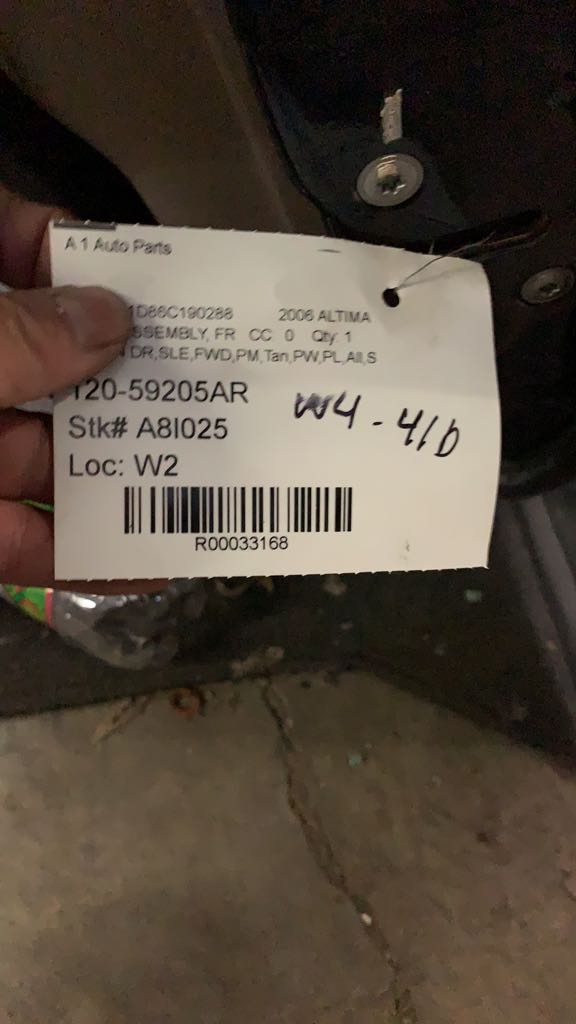 A 1 Auto Parts
1D86C190288 2006 ALTIMA
SSEMBLY, FR CC 0 Qty: 1
DR,SLE,FWD,PM,Tan,PW,PL,All,S
120-59205AR
W4-410
Stk# A8I025
Loc: W2
R00033168